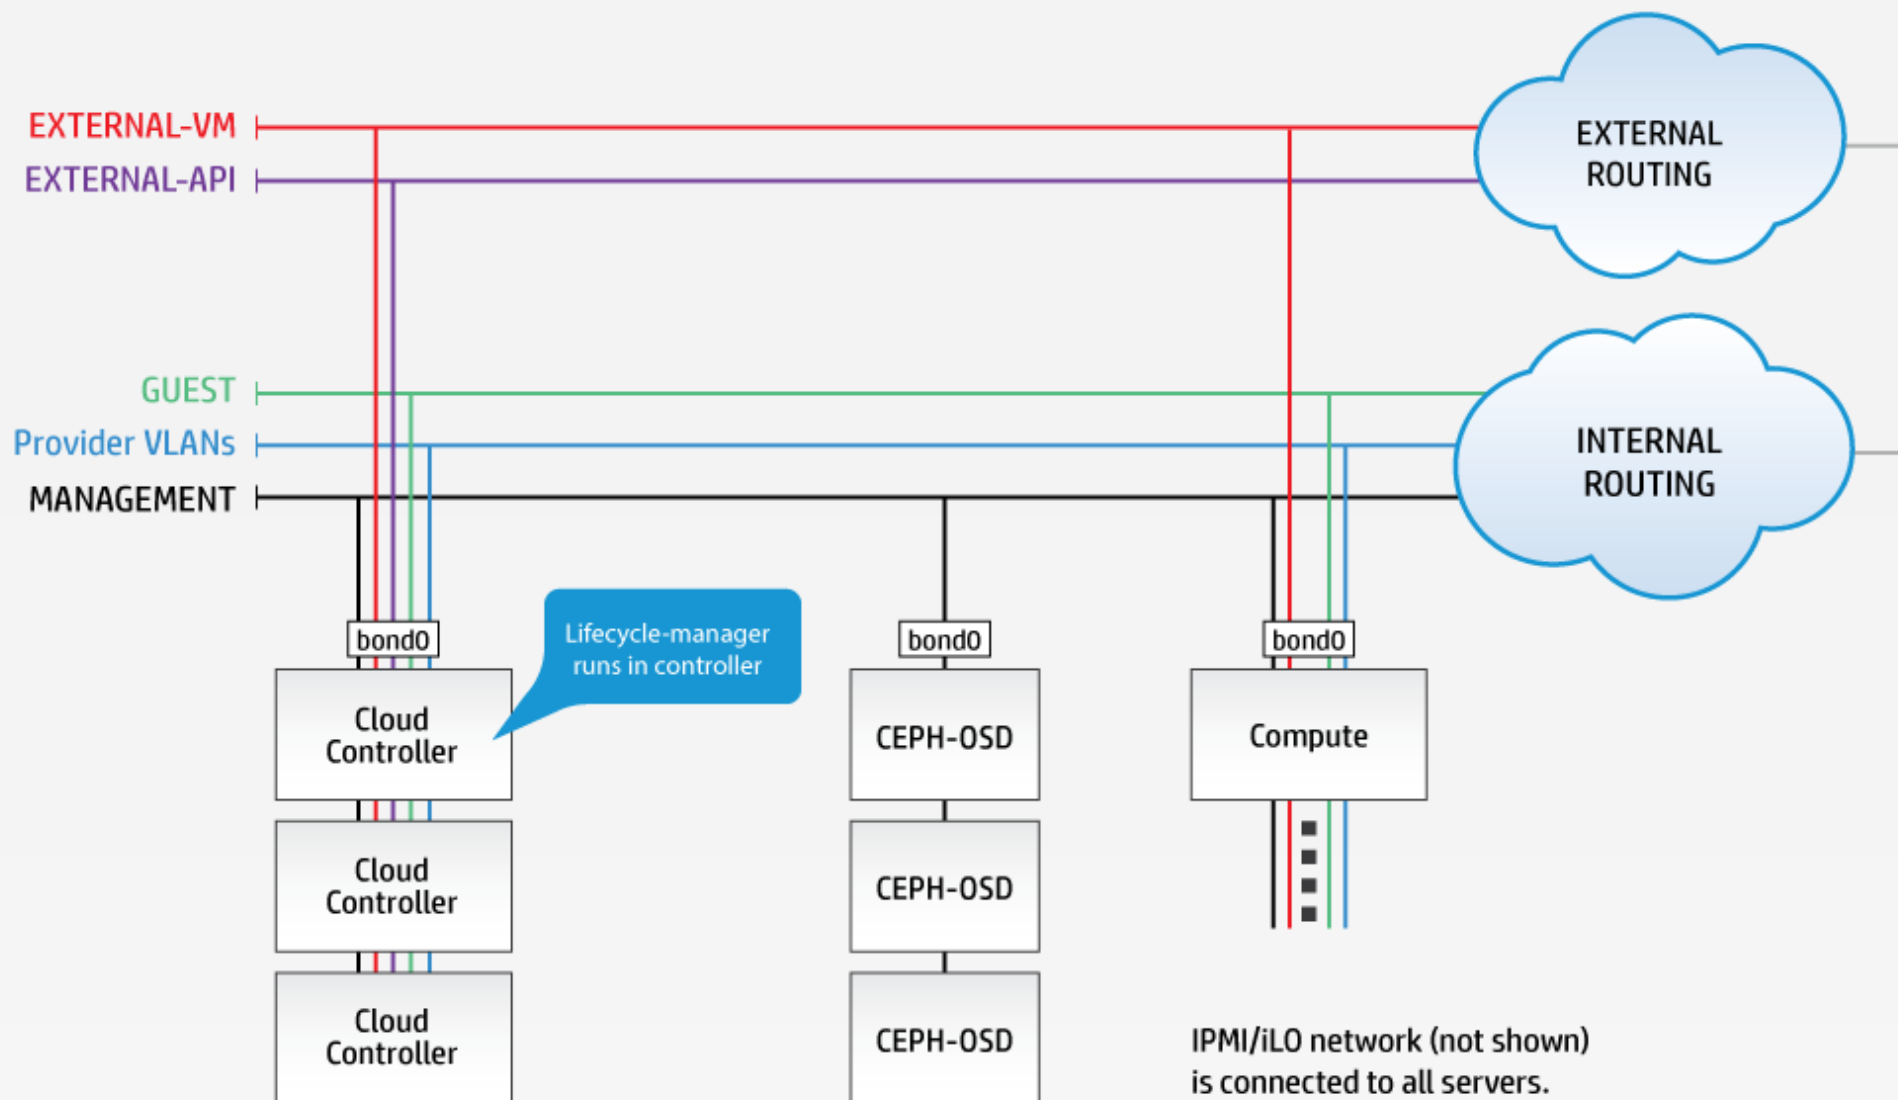 EXTERNAL-VM
EXTERNAL-API
EXTERNAL
ROUTING
GUEST
Provider VLANs
MANAGEMENT
INTERNAL
ROUTING
bond0
Lifecycle-manager
runs in controller
bond0
bond0
Cloud
Controller
CEPH-OSD
Compute
Cloud
Controller
CEPH-OSD
Cloud
Controller
CEPH-OSD
IPMI/iLO network (not shown)
is connected to all servers.